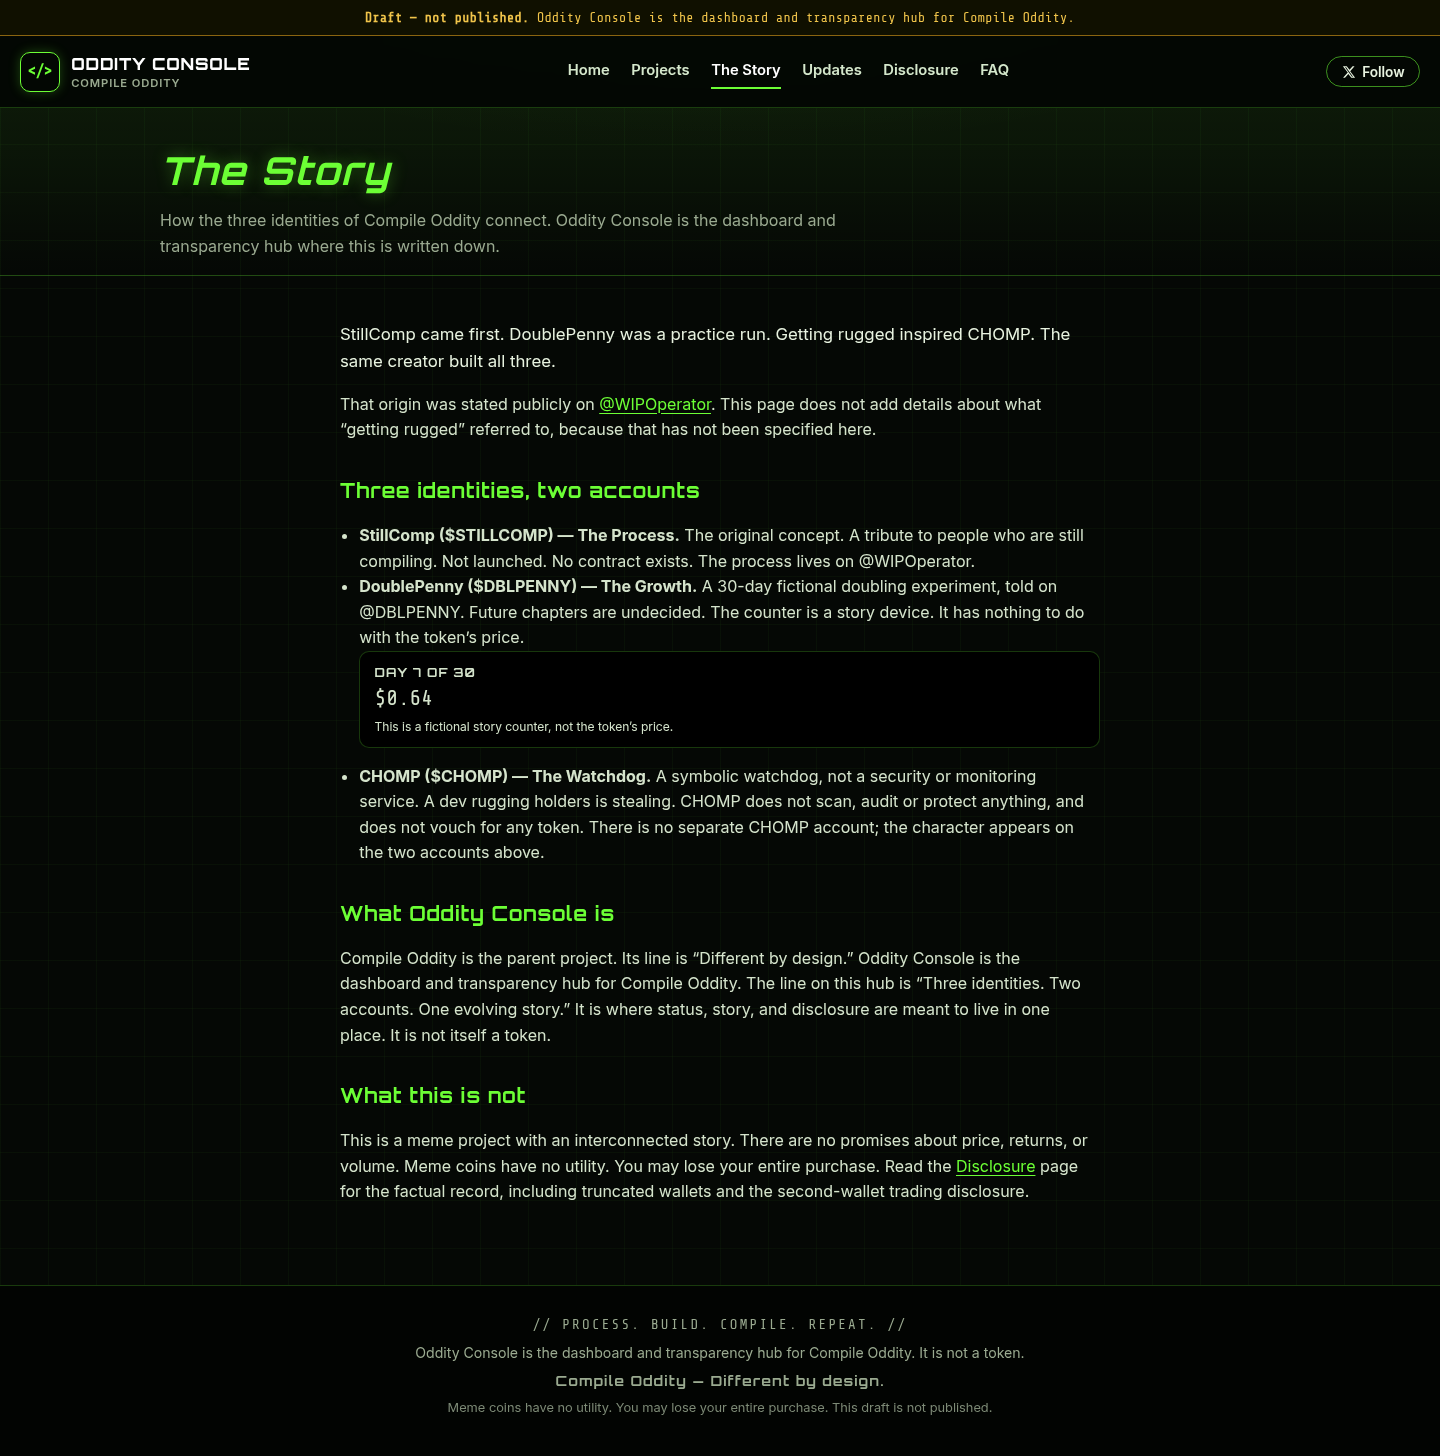 Draft — not published. Oddity Console is the dashboard and transparency hub for Compile Oddity.
</> ODDITY CONSOLE
COMPILE ODDITY
Home Projects The Story Updates Disclosure FAQ
X Follow
The Story
How the three identities of Compile Oddity connect. Oddity Console is the dashboard and
transparency hub where this is written down.
StillComp came first. DoublePenny was a practice run. Getting rugged inspired CHOMP. The
same creator built all three.
That origin was stated publicly on @WIPOperator. This page does not add details about what
“getting rugged” referred to, because that has not been specified here.
Three identities, two accounts
• StillComp ($STILLCOMP) — The Process. The original concept. A tribute to people who are still
compiling. Not launched. No contract exists. The process lives on @WIPOperator.
• DoublePenny ($DBLPENNY) — The Growth. A 30-day fictional doubling experiment, told on
@DBLPENNY. Future chapters are undecided. The counter is a story device. It has nothing to do
with the token’s price.
DAY 7 OF 30
$0.64
This is a fictional story counter, not the token’s price.
• CHOMP ($CHOMP) — The Watchdog. A symbolic watchdog, not a security or monitoring
service. A dev rugging holders is stealing. CHOMP does not scan, audit or protect anything, and
does not vouch for any token. There is no separate CHOMP account; the character appears on
the two accounts above.
What Oddity Console is
Compile Oddity is the parent project. Its line is “Different by design.” Oddity Console is the
dashboard and transparency hub for Compile Oddity. The line on this hub is “Three identities. Two
accounts. One evolving story.” It is where status, story, and disclosure are meant to live in one
place. It is not itself a token.
What this is not
This is a meme project with an interconnected story. There are no promises about price, returns, or
volume. Meme coins have no utility. You may lose your entire purchase. Read the Disclosure page
for the factual record, including truncated wallets and the second-wallet trading disclosure.
// PROCESS. BUILD. COMPILE. REPEAT. //
Oddity Console is the dashboard and transparency hub for Compile Oddity. It is not a token.
Compile Oddity — Different by design.
Meme coins have no utility. You may lose your entire purchase. This draft is not published.